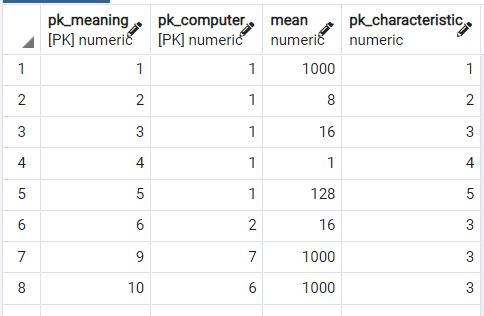 pk_meaning pk_computer mean pk_characteristic
[PK] numeric [PK] numeric numeric numeric
1 1 1 1000 1
2 2 1 8 2
3 3 1 16 3
4 4 1 1 4
5 5 1 128 5
6 6 2 16 3
7 9 7 1000 3
8 10 6 1000 3